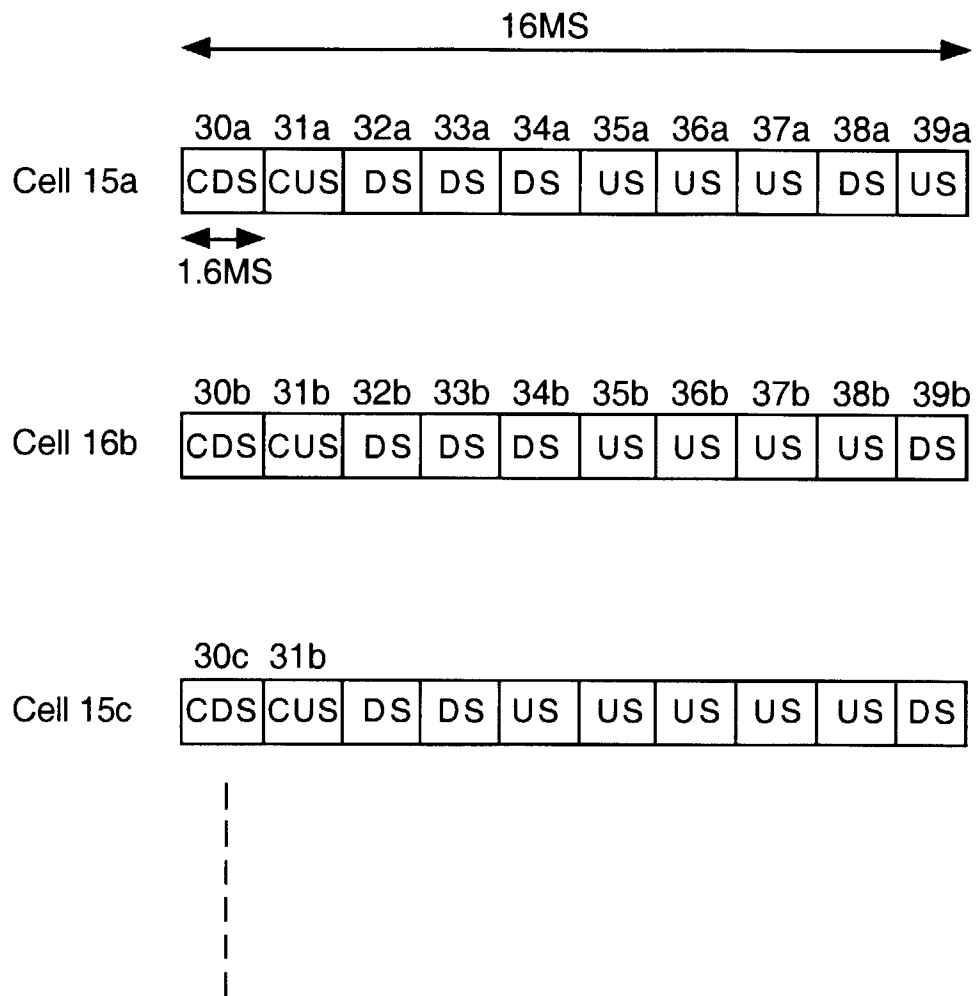 16MS
30a 31a 32a 33a 34a 35a 36a 37a 38a 39a
Cell 15a CDS CUS DS DS DS US US US DS US
1.6MS
30b 31b 32b 33b 34b 35b 36b 37b 38b 39b
Cell 16b CDS CUS DS DS DS US US US US DS
30c 31b
Cell 15c CDS CUS DS DS US US US US US DS